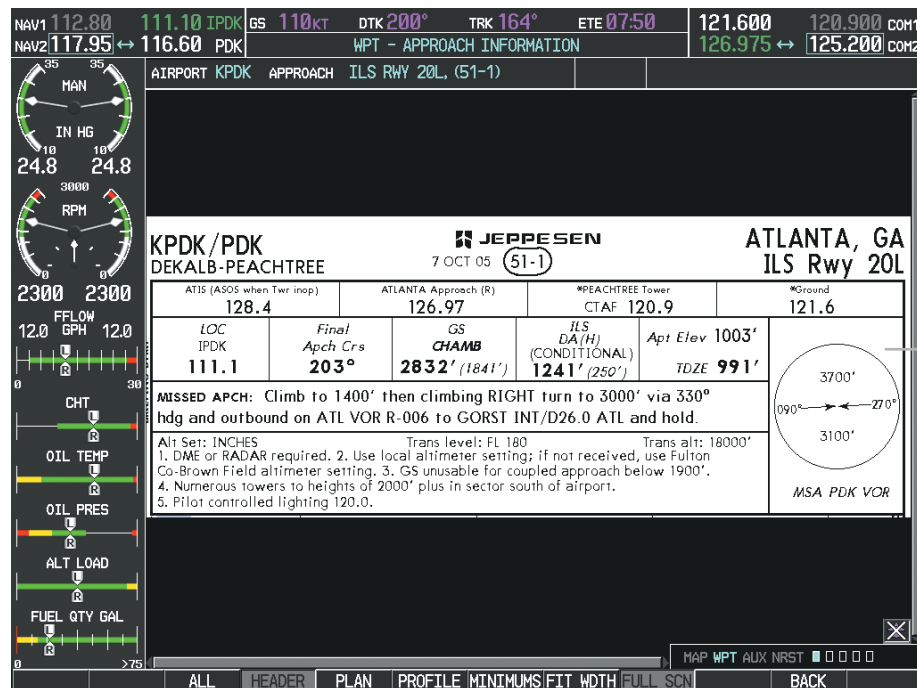 NAV1 112.80 111.10 IPDK GS 110KT DTK 200° TRK 164° ETE 07:50 121.600 120.900 COM1
NAV2 117.95 ↔ 116.60 PDK WPT - APPROACH INFORMATION 126.975 ↔ 125.200 COM2
AIRPORT KPDK APPROACH ILS RWY 20L, (51-1)
35 35
MAN
IN HG
10 10
24.8 24.8
3000
RPM
0 0
2300 2300
FFLOW
12.0 GPH 12.0
L
R
0 30
CHT
L
R
OIL TEMP
L
R
OIL PRES
L
R
ALT LOAD
L
R
FUEL QTY GAL
L
R
0 >75
KPDK/PDK JEPPESEN ATLANTA, GA
DEKALB-PEACHTREE 7 OCT 05 51-1 ILS Rwy 20L
ATIS (ASOS when Twr inop) ATLANTA Approach (R) *PEACHTREE Tower *Ground
128.4 126.97 CTAF 120.9 121.6
LOC Final GS ILS
IPDK Apch Crs CHAMB DA(H)
(CONDITIONAL)
111.1 203° 2832' (1841') 1241' (250')
Apt Elev 1003'
TDZE 991'
3700'
090° 270°
3100'
MSA PDK VOR
MISSED APCH: Climb to 1400' then climbing RIGHT turn to 3000' via 330°
hdg and outbound on ATL VOR R-006 to GORST INT/D26.0 ATL and hold.
Alt Set: INCHES Trans level: FL 180 Trans alt: 18000'
1. DME or RADAR required. 2. Use local altimeter setting; if not received, use Fulton
Co-Brown Field altimeter setting. 3. GS unusable for coupled approach below 1900'.
4. Numerous towers to heights of 2000' plus in sector south of airport.
5. Pilot controlled lighting 120.0.
MAP WPT AUX NRST
ALL HEADER PLAN PROFILE MINIMUMS FIT WDTH FULL SCN BACK